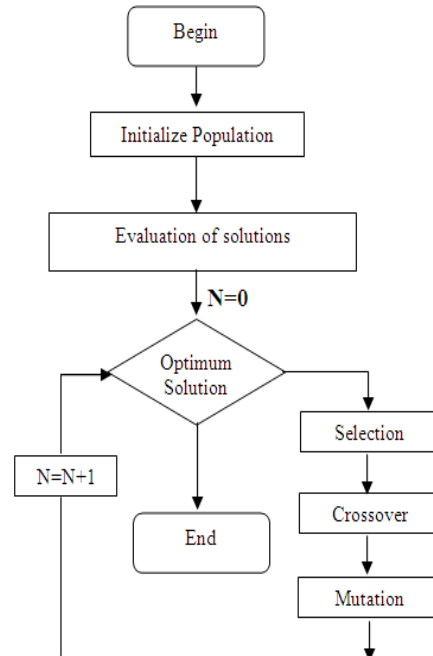 Begin
Initialize Population
Evaluation of solutions
N=0
Optimum
Solution
Selection
N=N+1
Crossover
End
Mutation